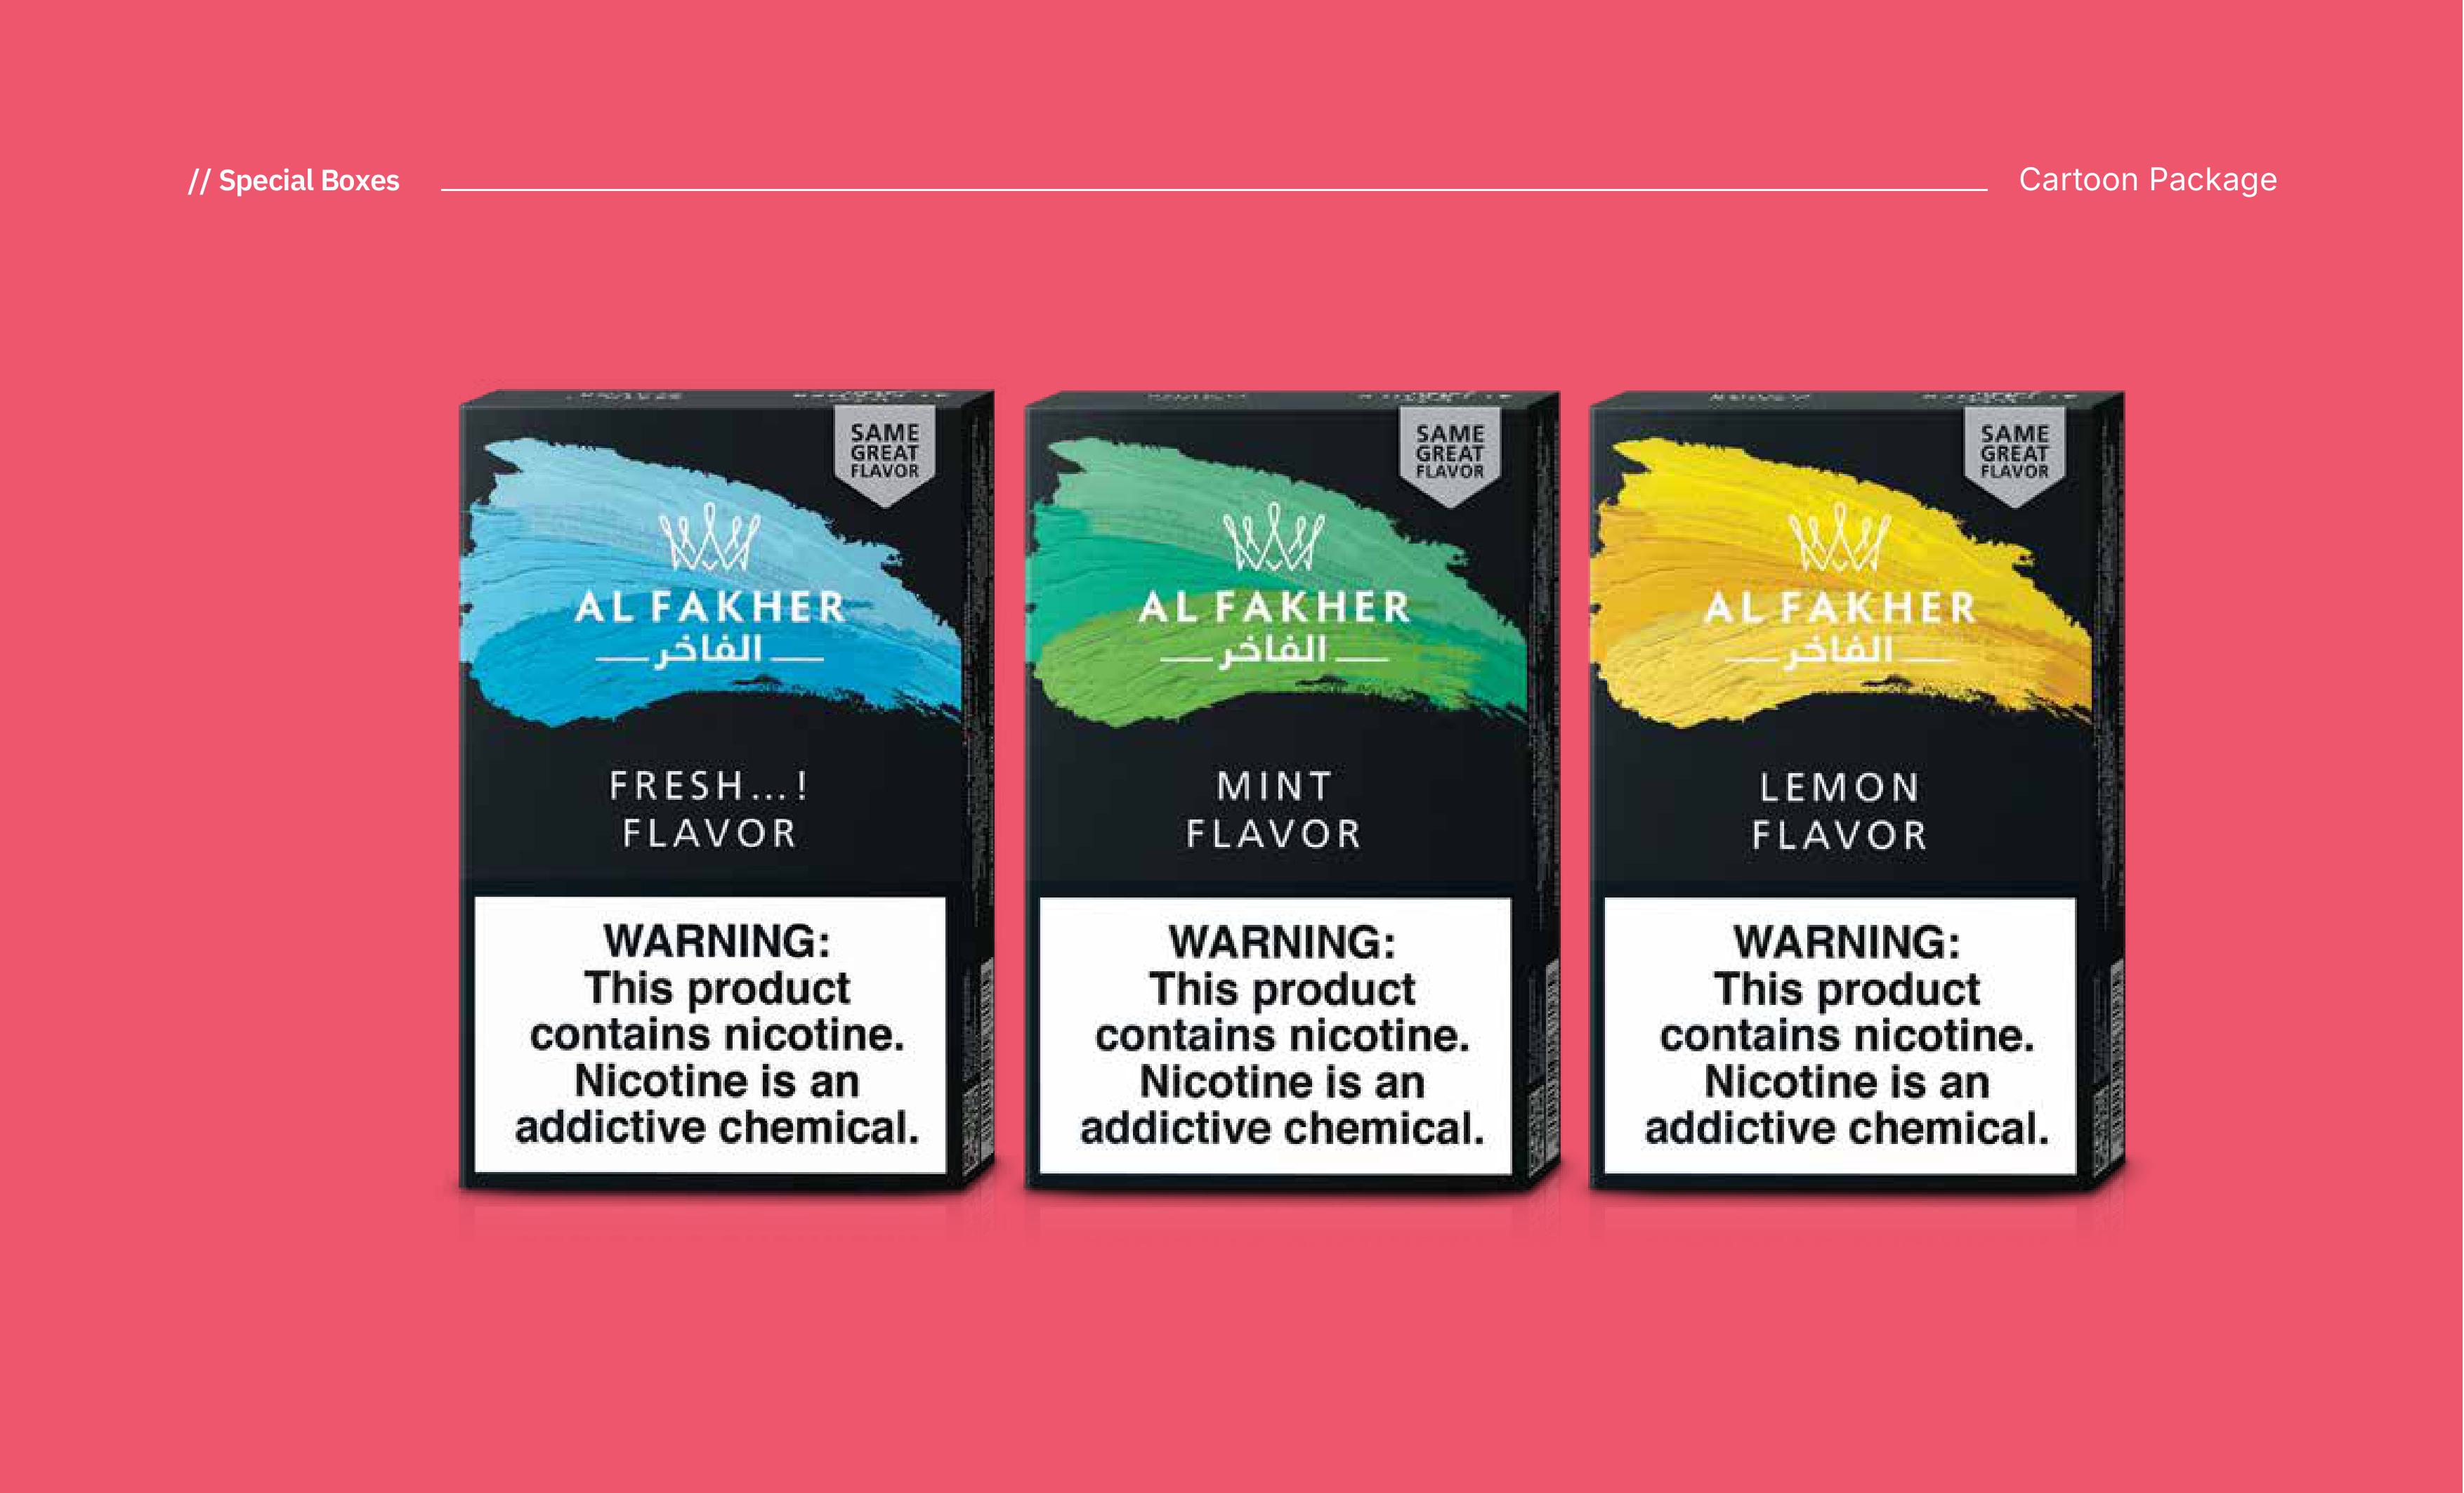 // Special Boxes
Cartoon Package
SAME
GREAT
FLAVOR
AL FAKHER
الفاخر
FRESH...!
FLAVOR
WARNING:
This product
contains nicotine.
Nicotine is an
addictive chemical.
SAME
GREAT
FLAVOR
AL FAKHER
الفاخر
MINT
FLAVOR
WARNING:
This product
contains nicotine.
Nicotine is an
addictive chemical.
SAME
GREAT
FLAVOR
AL FAKHER
الفاخر
LEMON
FLAVOR
WARNING:
This product
contains nicotine.
Nicotine is an
addictive chemical.